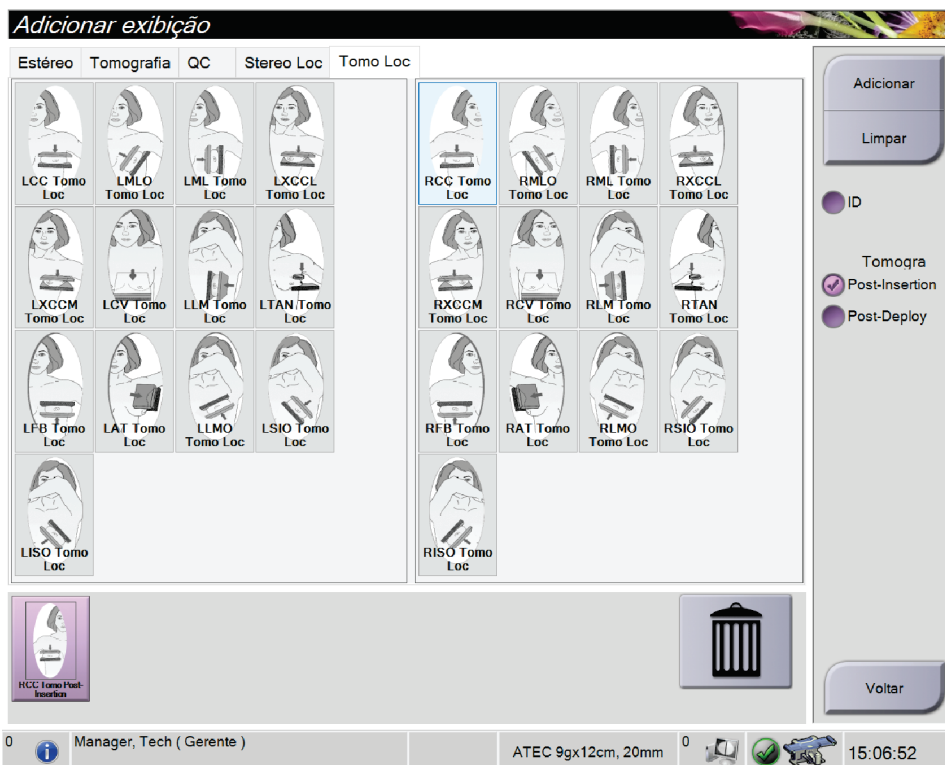 Adicionar exibição
Estéreo Tomografia QC Stereo Loc Tomo Loc
LCC Tomo Loc
LMLO Tomo Loc
LML Tomo Loc
LXCCL Tomo Loc
LXCCM Tomo Loc
LCV Tomo Loc
LLM Tomo Loc
LTAN Tomo Loc
LFB Tomo Loc
LAT Tomo Loc
LLMO Tomo Loc
LSIO Tomo Loc
LISO Tomo Loc
RCC Tomo Loc
RMLO Tomo Loc
RML Tomo Loc
RXCCL Tomo Loc
RXCCM Tomo Loc
RCV Tomo Loc
RLM Tomo Loc
RTAN Tomo Loc
RFB Tomo Loc
RAT Tomo Loc
RLMO Tomo Loc
RSIO Tomo Loc
RISO Tomo Loc
Adicionar
Limpar
ID
Tomogra
Post-Insertion
Post-Deploy
RCC Tomo Post-
Insertion
Voltar
0 Manager, Tech ( Gerente ) ATEC 9gx12cm, 20mm 0 15:06:52